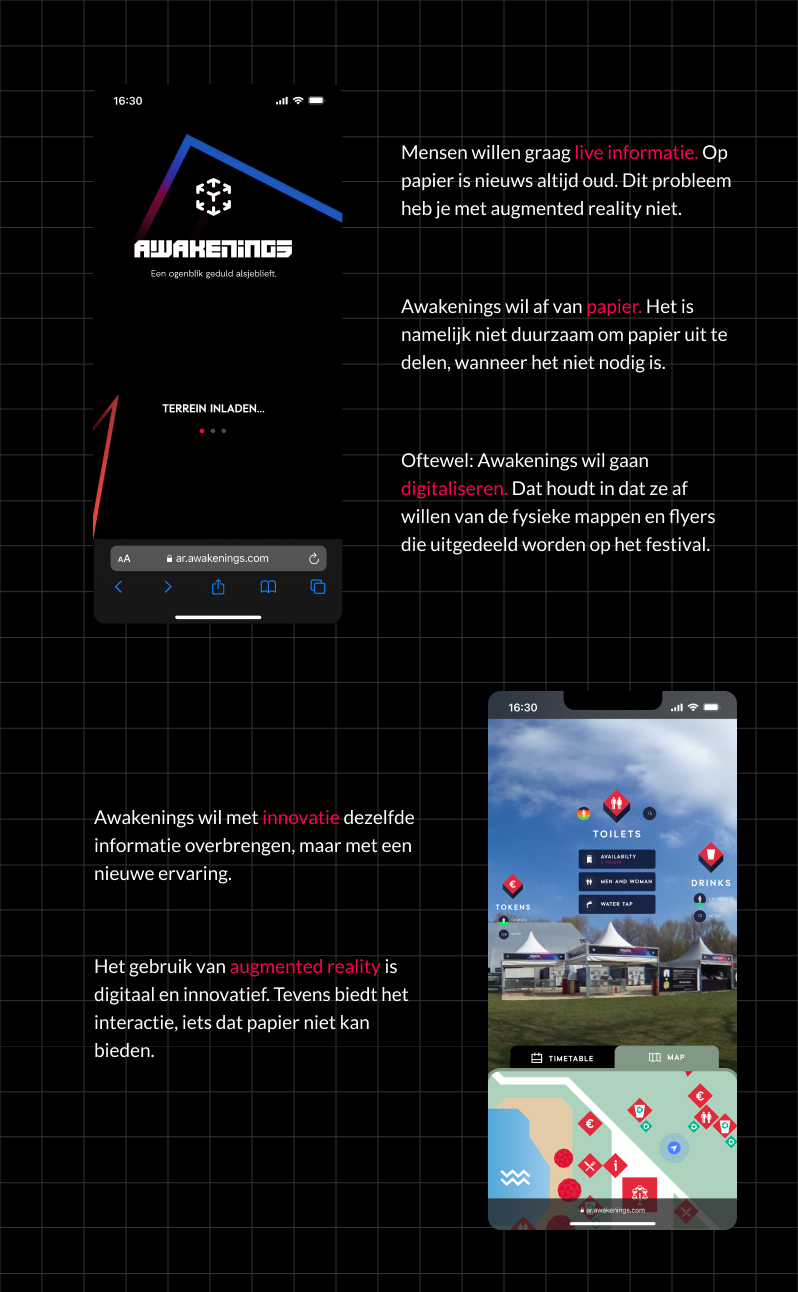 16:30
AWAKENINGS
Een ogenblik geduld alsjeblieft.
TERREIN INLADEN...
AA ar.awakenings.com
Mensen willen graag live informatie. Op
papier is nieuws altijd oud. Dit probleem
heb je met augmented reality niet.
Awakenings wil af van papier. Het is
namelijk niet duurzaam om papier uit te
delen, wanneer het niet nodig is.
Oftewel: Awakenings wil gaan
digitaliseren. Dat houdt in dat ze af
willen van de fysieke mappen en flyers
die uitgedeeld worden op het festival.
Awakenings wil met innovatie dezelfde
informatie overbrengen, maar met een
nieuwe ervaring.
Het gebruik van augmented reality is
digitaal en innovatief. Tevens biedt het
interactie, iets dat papier niet kan
bieden.
16:30
TOILETS
AVAILABILTY
MEN AND WOMAN
WATER TAP
DRINKS
TOKENS
TIMETABLE
MAP
ar.awakenings.com